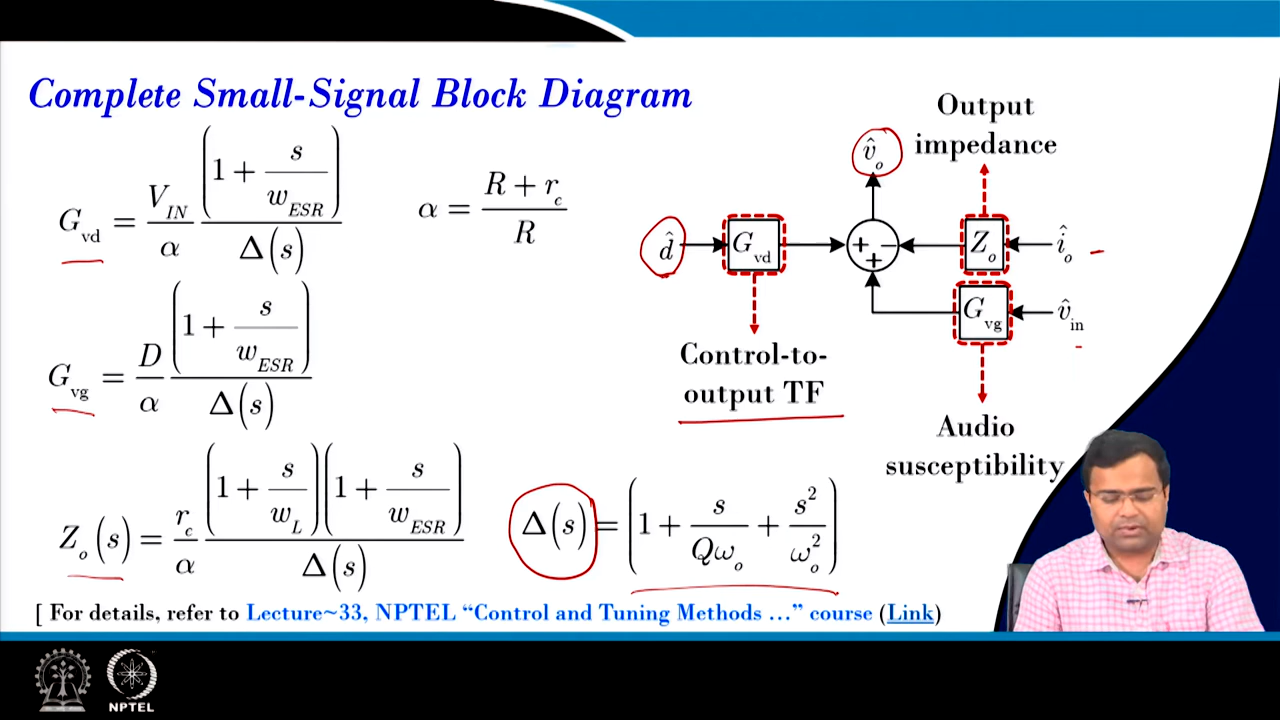 Complete Small-Signal Block Diagram
G_vd = V_IN/α (1 + s/w_ESR)/Δ(s)
α = (R + r_c)/R
G_vg = D/α (1 + s/w_ESR)/Δ(s)
Z_o(s) = r_c/α (1 + s/w_L)(1 + s/w_ESR)/Δ(s)
Δ(s) = (1 + s/(Qω_o) + s²/ω_o²)
Output
impedance
v̂_o
d̂
G_vd
+ −
+
Z_o
î_o
G_vg
v̂_in
Control-to-
output TF
Audio
susceptibility
[ For details, refer to Lecture~33, NPTEL “Control and Tuning Methods ...” course (Link)
NPTEL